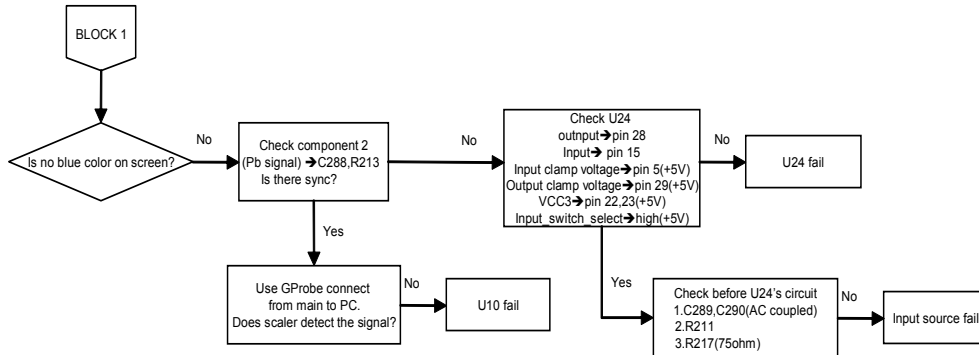 BLOCK 1
Is no blue color on screen?
No
Check component 2
(Pb signal) ➔C288,R213
Is there sync?
No
Check U24
outnput➔pin 28
Input➔ pin 15
Input clamp voltage➔pin 5(+5V)
Output clamp voltage➔pin 29(+5V)
VCC3➔pin 22,23(+5V)
Input_switch_select➔high(+5V)
No
U24 fail
Yes
Use GProbe connect
from main to PC.
Does scaler detect the signal?
No
U10 fail
Yes
Check before U24's circuit
1.C289,C290(AC coupled)
2.R211
3.R217(75ohm)
No
Input source fail